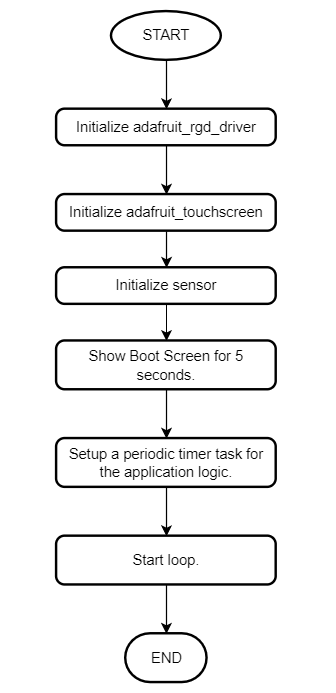 START
Initialize adafruit_rgd_driver
Initialize adafruit_touchscreen
Initialize sensor
Show Boot Screen for 5
seconds.
Setup a periodic timer task for
the application logic.
Start loop.
END